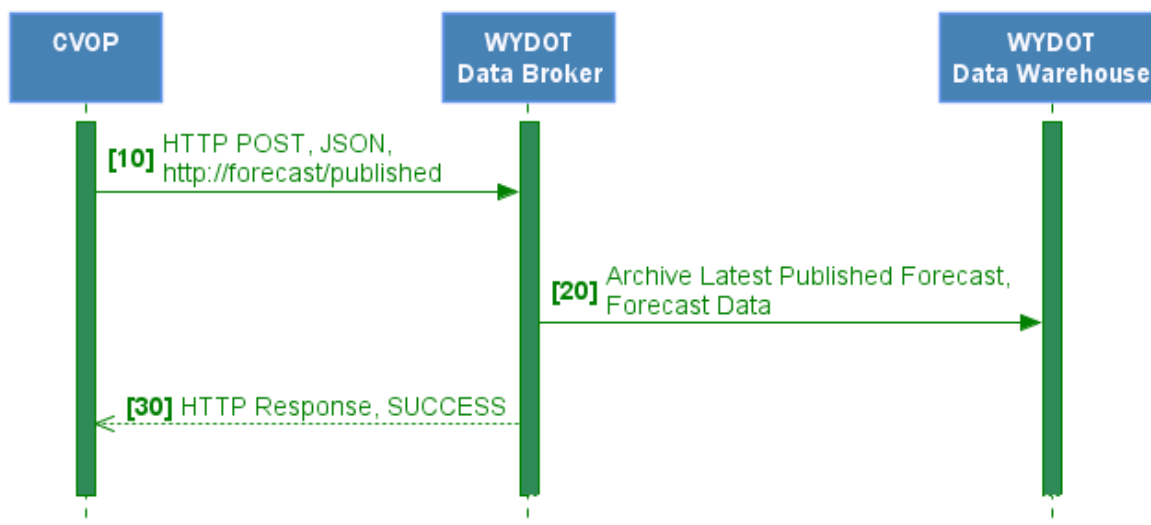 CVOP
WYDOT
Data Broker
WYDOT
Data Warehouse
[10] HTTP POST, JSON,
http://forecast/published
[20] Archive Latest Published Forecast,
Forecast Data
[30] HTTP Response, SUCCESS